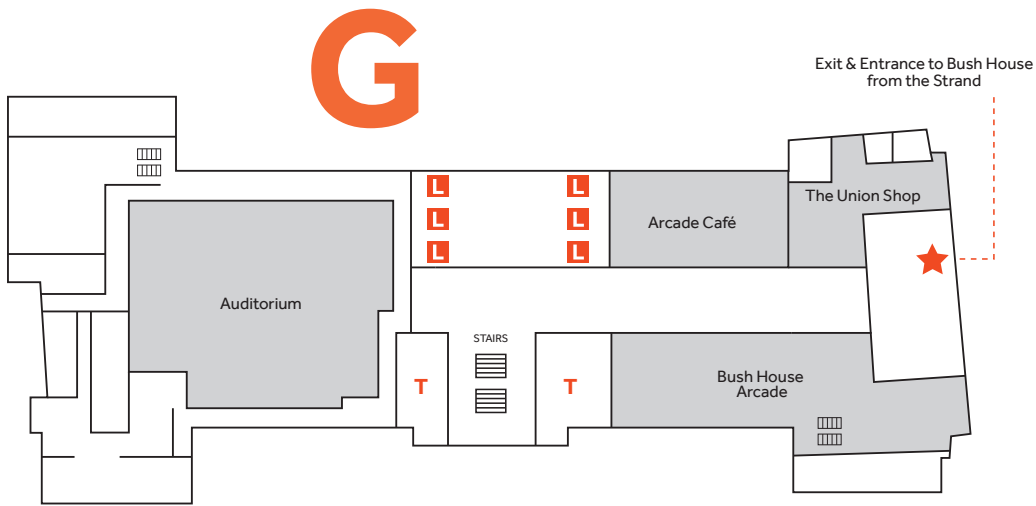 G
Exit & Entrance to Bush House
from the Strand
L
L
L
L
L
L
The Union Shop
Arcade Café
Auditorium
STAIRS
T
T
Bush House
Arcade